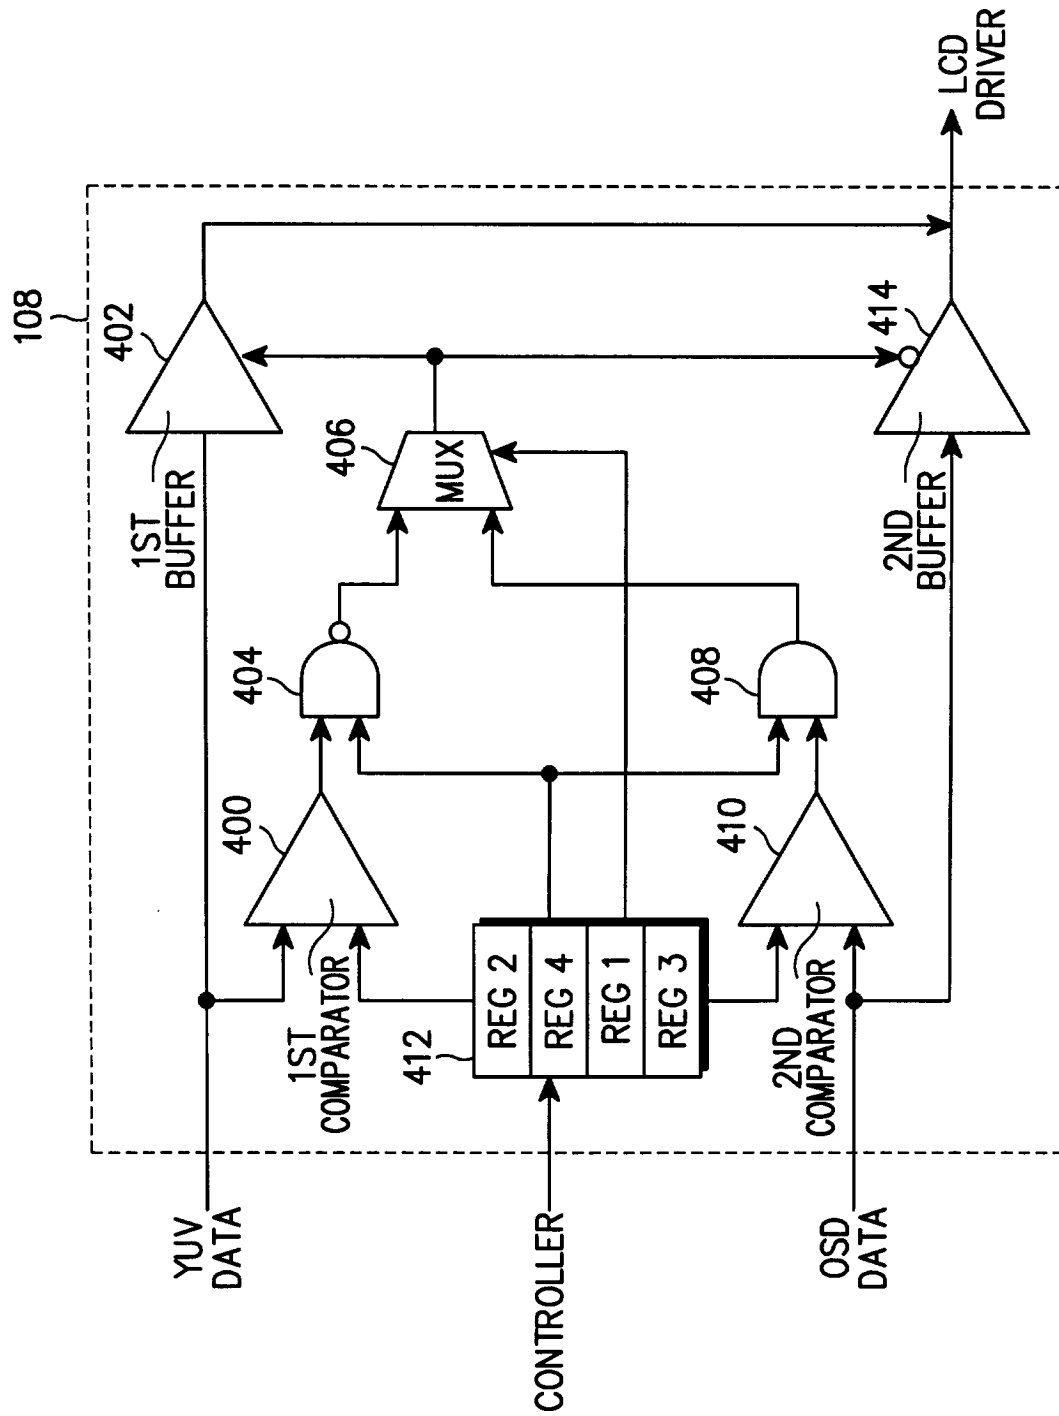 108
YUV
DATA
1ST
BUFFER
402
400
1ST
COMPARATOR
404
406
MUX
CONTROLLER
412
REG 2
REG 4
REG 1
REG 3
408
410
2ND
COMPARATOR
OSD
DATA
2ND
BUFFER
414
LCD
DRIVER